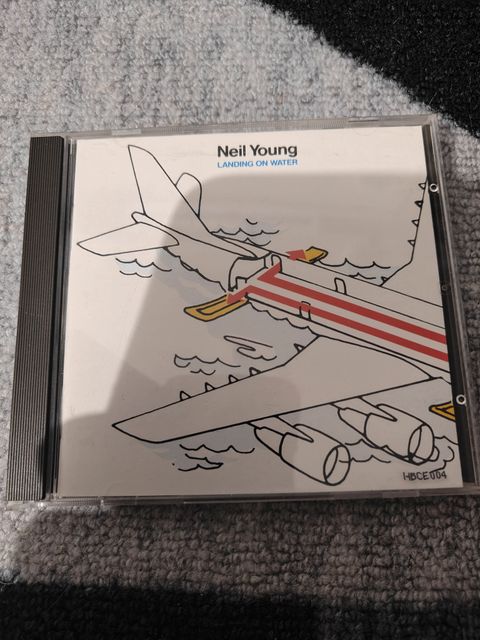 Neil Young
LANDING ON WATER
HBCE004